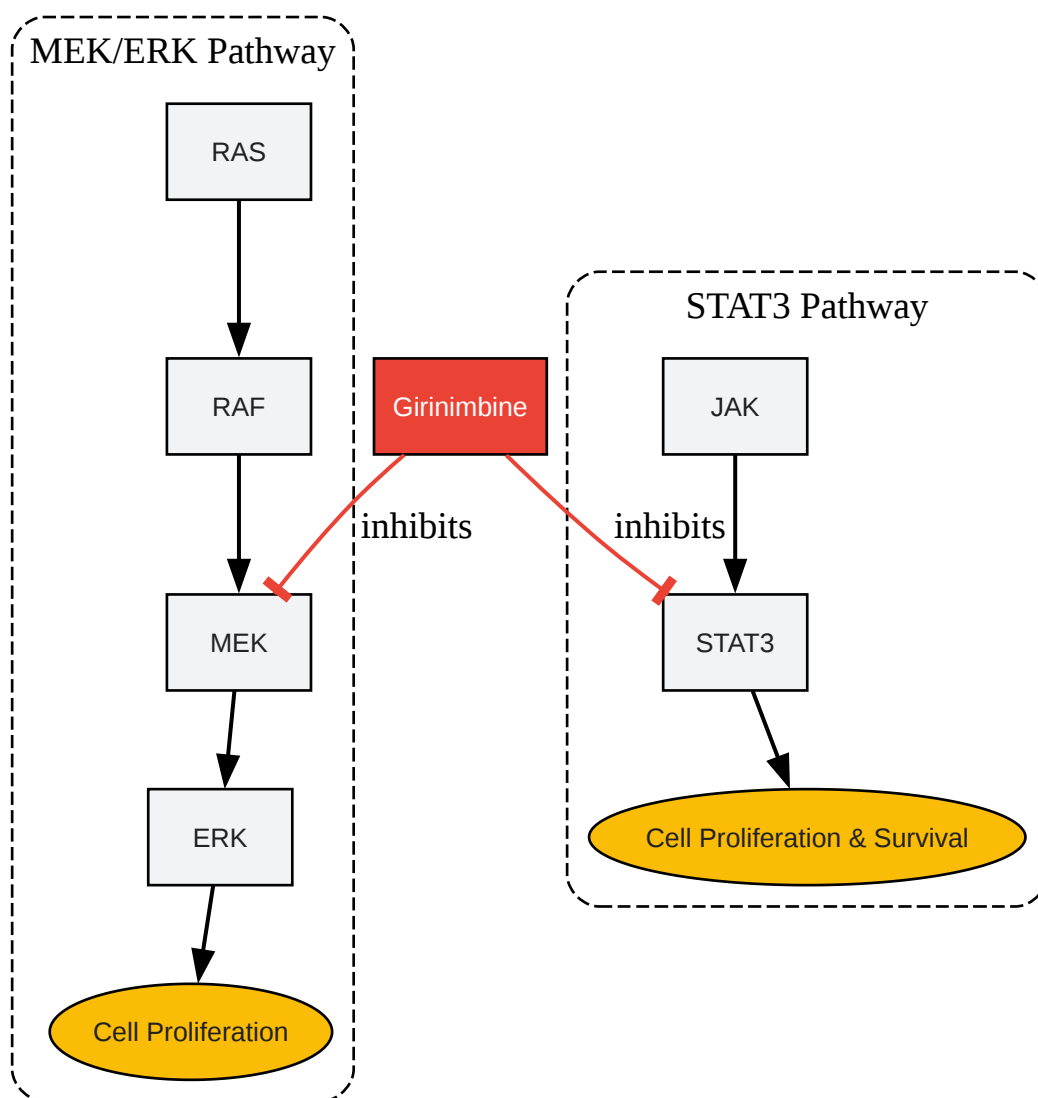 MEK/ERK Pathway
RAS
STAT3 Pathway
RAF
Girinimbine
JAK
inhibits
inhibits
MEK
STAT3
ERK
Cell Proliferation & Survival
Cell Proliferation